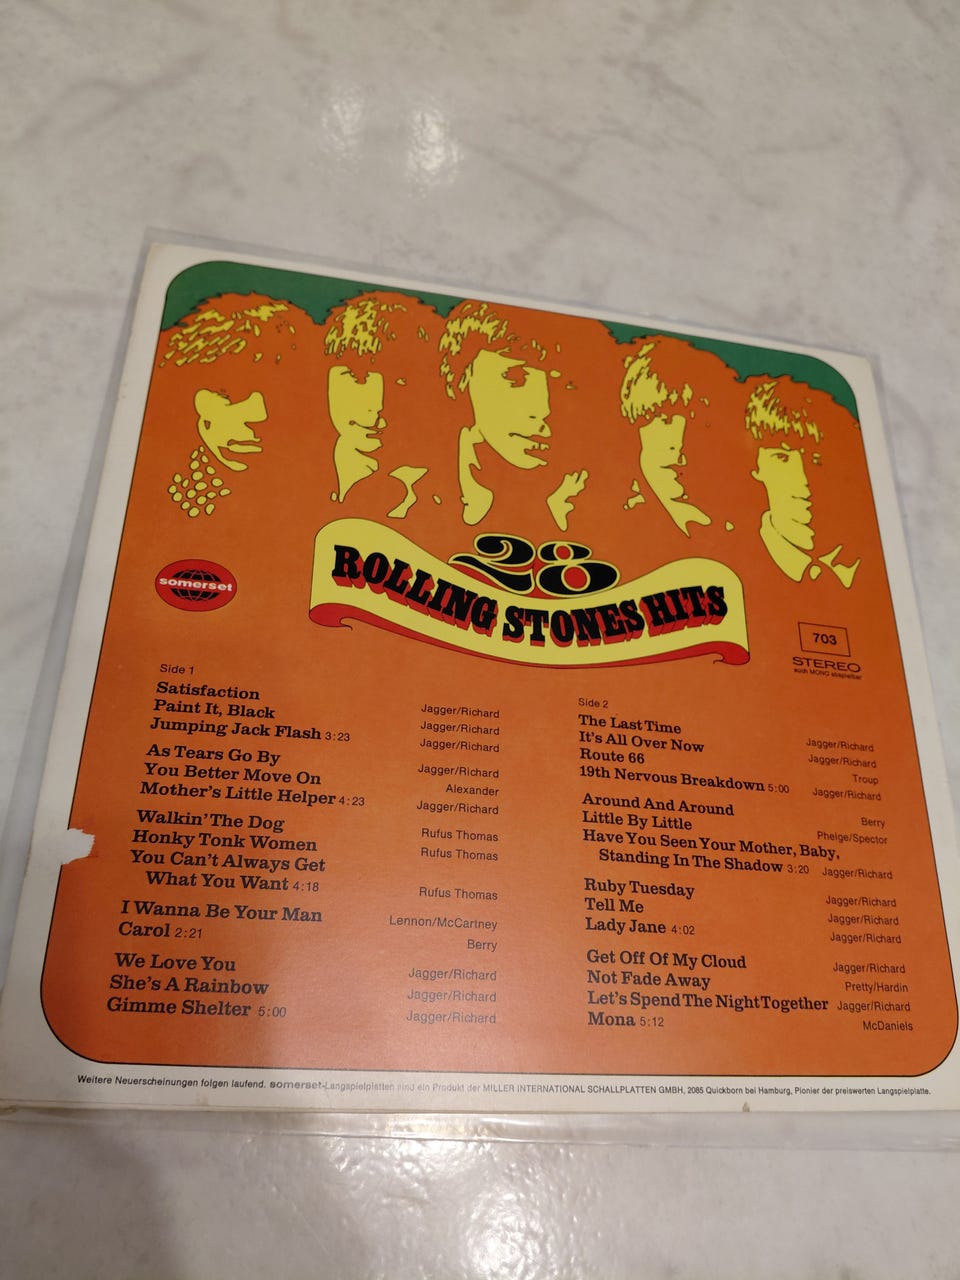 28
ROLLING STONES HITS
somerset
703
STEREO
auch MONO abspielbar
Side 1
Satisfaction Jagger/Richard
Paint It, Black Jagger/Richard
Jumping Jack Flash 3:23 Jagger/Richard
As Tears Go By Jagger/Richard
You Better Move On Alexander
Mother's Little Helper 4:23 Jagger/Richard
Walkin' The Dog Rufus Thomas
Honky Tonk Women Rufus Thomas
You Can't Always Get
What You Want 4:18 Rufus Thomas
I Wanna Be Your Man Lennon/McCartney
Carol 2:21 Berry
We Love You Jagger/Richard
She's A Rainbow Jagger/Richard
Gimme Shelter 5:00 Jagger/Richard
Side 2
The Last Time Jagger/Richard
It's All Over Now Jagger/Richard
Route 66 Troup
19th Nervous Breakdown 5:00 Jagger/Richard
Around And Around Berry
Little By Little Phelge/Spector
Have You Seen Your Mother, Baby,
Standing In The Shadow 3:20 Jagger/Richard
Ruby Tuesday Jagger/Richard
Tell Me Jagger/Richard
Lady Jane 4:02 Jagger/Richard
Get Off Of My Cloud Jagger/Richard
Not Fade Away Pretty/Hardin
Let's Spend The Night Together Jagger/Richard
Mona 5:12 McDaniels
Weitere Neuerscheinungen folgen laufend. somerset-Langspielplatten sind ein Produkt der MILLER INTERNATIONAL SCHALLPLATTEN GMBH, 2085 Quickborn bei Hamburg, Pionier der preiswerten Langspielplatte.